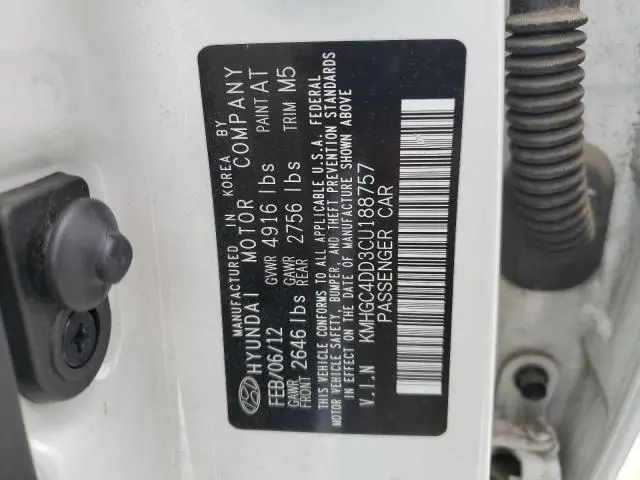 MANUFACTURED IN KOREA BY
HYUNDAI MOTOR COMPANY
FEB/06/12 GVWR 4916 lbs PAINT AT
GAWR FRONT 2646 lbs GAWR REAR 2756 lbs TRIM M5
THIS VEHICLE CONFORMS TO ALL APPLICABLE U.S.A. FEDERAL
MOTOR VEHICLE SAFETY, BUMPER, AND THEFT PREVENTION STANDARDS
IN EFFECT ON THE DATE OF MANUFACTURE SHOWN ABOVE
V.I.N KMHGC4DD3CU188757
PASSENGER CAR